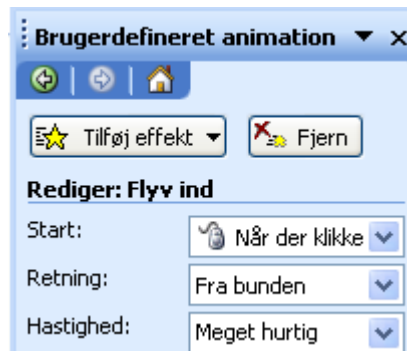 Brugerdefineret animation
Tilføj effekt Fjern
Rediger: Flyv ind
Start: Når der klikke
Retning: Fra bunden
Hastighed: Meget hurtig